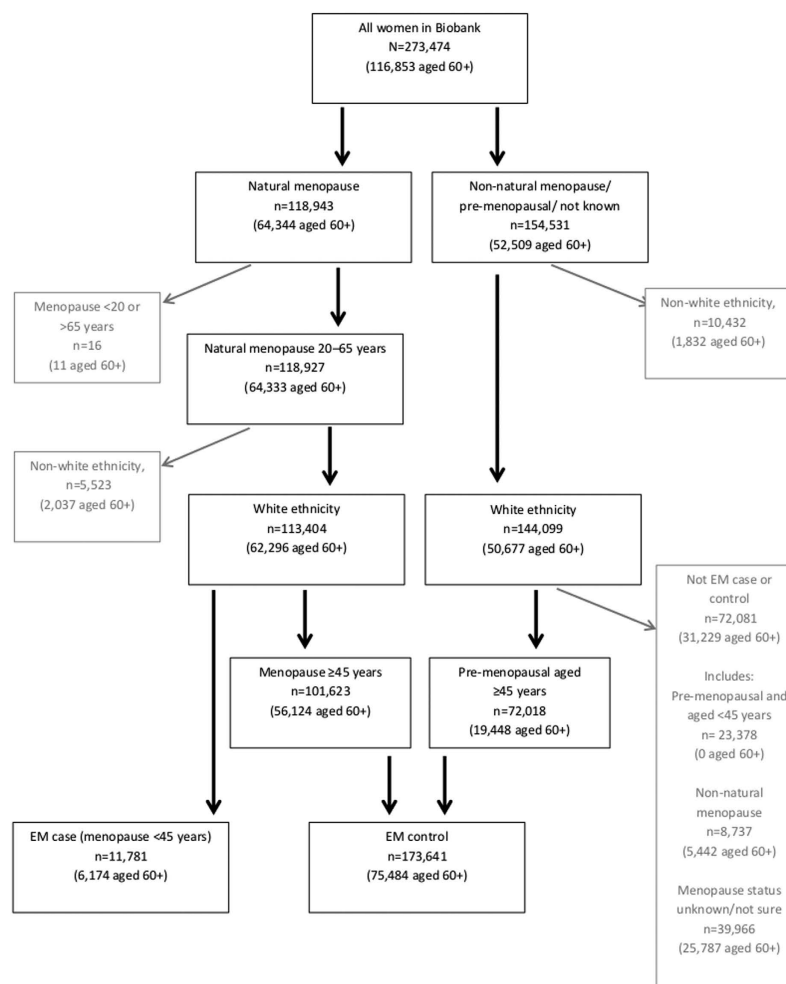 All women in Biobank
N=273,474
(116,853 aged 60+)
Natural menopause
n=118,943
(64,344 aged 60+)
Non-natural menopause/
pre-menopausal/ not known
n=154,531
(52,509 aged 60+)
Menopause <20 or
>65 years
n=16
(11 aged 60+)
Non-white ethnicity,
n=10,432
(1,832 aged 60+)
Natural menopause 20–65 years
n=118,927
(64,333 aged 60+)
Non-white ethnicity,
n=5,523
(2,037 aged 60+)
White ethnicity
n=113,404
(62,296 aged 60+)
White ethnicity
n=144,099
(50,677 aged 60+)
Not EM case or
control
n=72,081
(31,229 aged 60+)
Includes:
Pre-menopausal and
aged <45 years
n= 23,378
(0 aged 60+)
Non-natural
menopause
n=8,737
(5,442 aged 60+)
Menopause status
unknown/not sure
n=39,966
(25,787 aged 60+)
Menopause ≥45 years
n=101,623
(56,124 aged 60+)
Pre-menopausal aged
≥45 years
n=72,018
(19,448 aged 60+)
EM case (menopause <45 years)
n=11,781
(6,174 aged 60+)
EM control
n=173,641
(75,484 aged 60+)